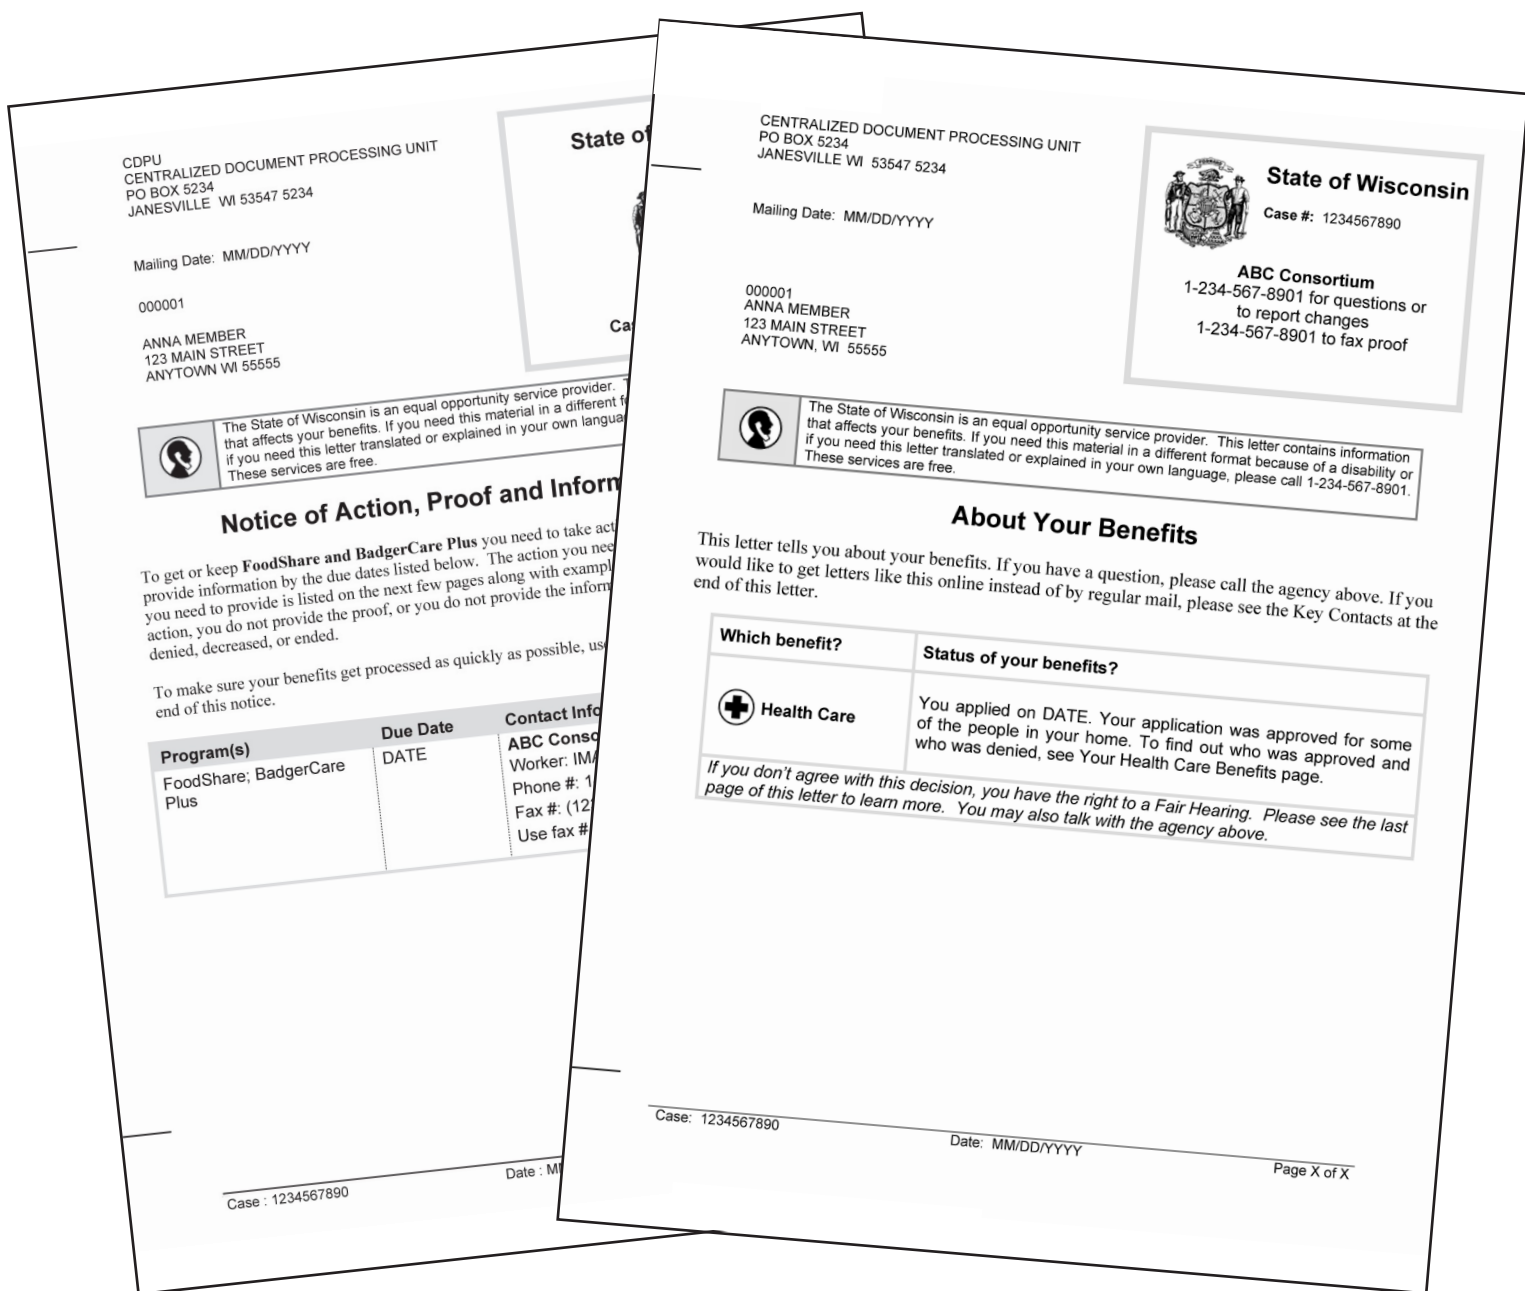 CDPU
CENTRALIZED DOCUMENT PROCESSING UNIT
PO BOX 5234
JANESVILLE WI 53547 5234
Mailing Date: MM/DD/YYYY
000001
ANNA MEMBER
123 MAIN STREET
ANYTOWN WI 55555
State of
The State of Wisconsin is an equal opportunity service provider.
that affects your benefits. If you need this material in a different
if you need this letter translated or explained in your own
These services are free.
Notice of Action, Proof and
To get or keep FoodShare and BadgerCare Plus you need to take
provide information by the due dates listed below. The action you
you need to provide is listed on the next few pages along with
action, you do not provide the proof, or you do not provide the
denied, decreased, or ended.
To make sure your benefits get processed as quickly as possible,
end of this notice.
Program(s) Due Date Contact
FoodShare; BadgerCare
Plus
DATE
ABC
Worker:
Phone #: 1
Fax #: (12
Use fax #
Case : 1234567890 Date :
CENTRALIZED DOCUMENT PROCESSING UNIT
PO BOX 5234
JANESVILLE WI 53547 5234
Mailing Date: MM/DD/YYYY
000001
ANNA MEMBER
123 MAIN STREET
ANYTOWN, WI 55555
State of Wisconsin
Case #: 1234567890
ABC Consortium
1-234-567-8901 for questions or
to report changes
1-234-567-8901 to fax proof
The State of Wisconsin is an equal opportunity service provider. This letter contains information
that affects your benefits. If you need this material in a different format because of a disability or
if you need this letter translated or explained in your own language, please call 1-234-567-8901.
These services are free.
About Your Benefits
This letter tells you about your benefits. If you have a question, please call the agency above. If you
would like to get letters like this online instead of by regular mail, please see the Key Contacts at the
end of this letter.
Which benefit? Status of your benefits?
Health Care
You applied on DATE. Your application was approved for some
of the people in your home. To find out who was approved and
who was denied, see Your Health Care Benefits page.
If you don't agree with this decision, you have the right to a Fair Hearing. Please see the last
page of this letter to learn more. You may also talk with the agency above.
Case: 1234567890 Date: MM/DD/YYYY Page X of X